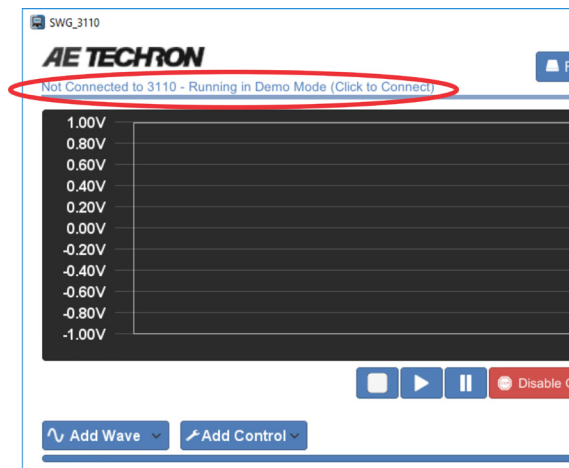 SWG_3110
AE TECHRON
Not Connected to 3110 - Running in Demo Mode (Click to Connect)
1.00V
0.80V
0.60V
0.40V
0.20V
0.00V
-0.20V
-0.40V
-0.60V
-0.80V
-1.00V
Disable
Add Wave Add Control